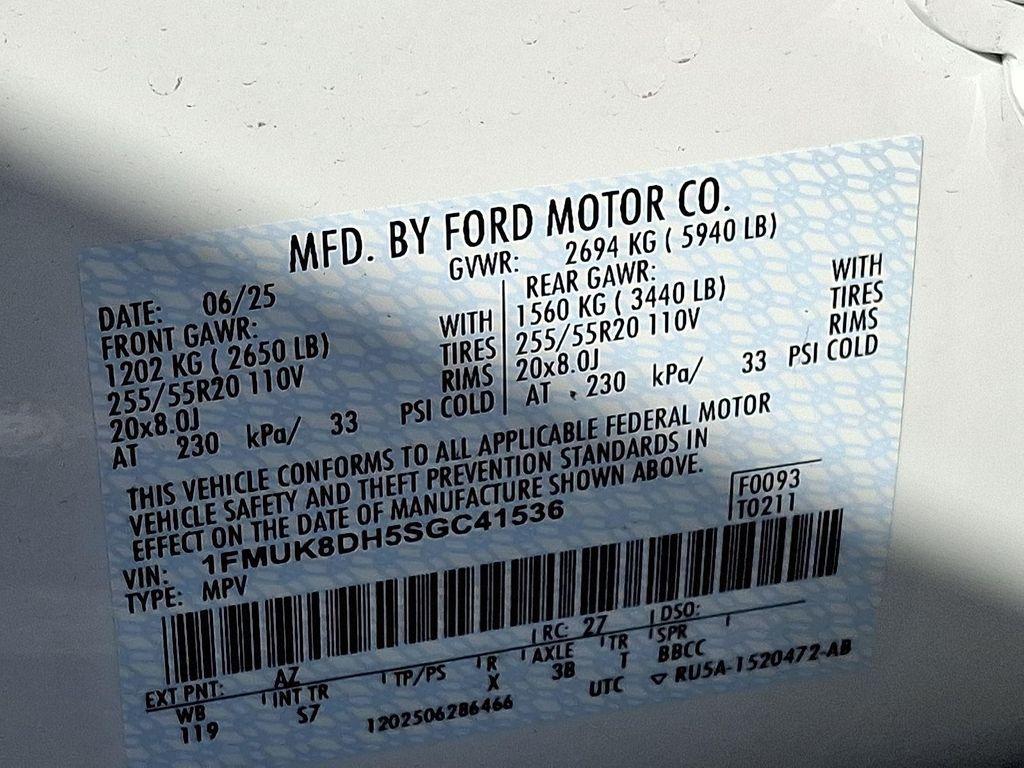 MFD. BY FORD MOTOR CO.
DATE: 06/25 GVWR: 2694 KG ( 5940 LB)
FRONT GAWR: REAR GAWR:
1202 KG ( 2650 LB) WITH 1560 KG ( 3440 LB) WITH
255/55R20 110V TIRES 255/55R20 110V TIRES
20x8.0J RIMS 20x8.0J RIMS
AT 230 kPa/ 33 PSI COLD AT 230 kPa/ 33 PSI COLD
THIS VEHICLE CONFORMS TO ALL APPLICABLE FEDERAL MOTOR
VEHICLE SAFETY AND THEFT PREVENTION STANDARDS IN
EFFECT ON THE DATE OF MANUFACTURE SHOWN ABOVE.
F0093
VIN: 1FMUK8DH5SGC41536 T0211
TYPE: MPV
EXT PNT: AZ RC: 27 DSO:
WB INT TR TP/PS R AXLE TR SPR
119 S7 X 3B T BBCC
1202506286466 UTC ▽ RU5A-1520472-AB